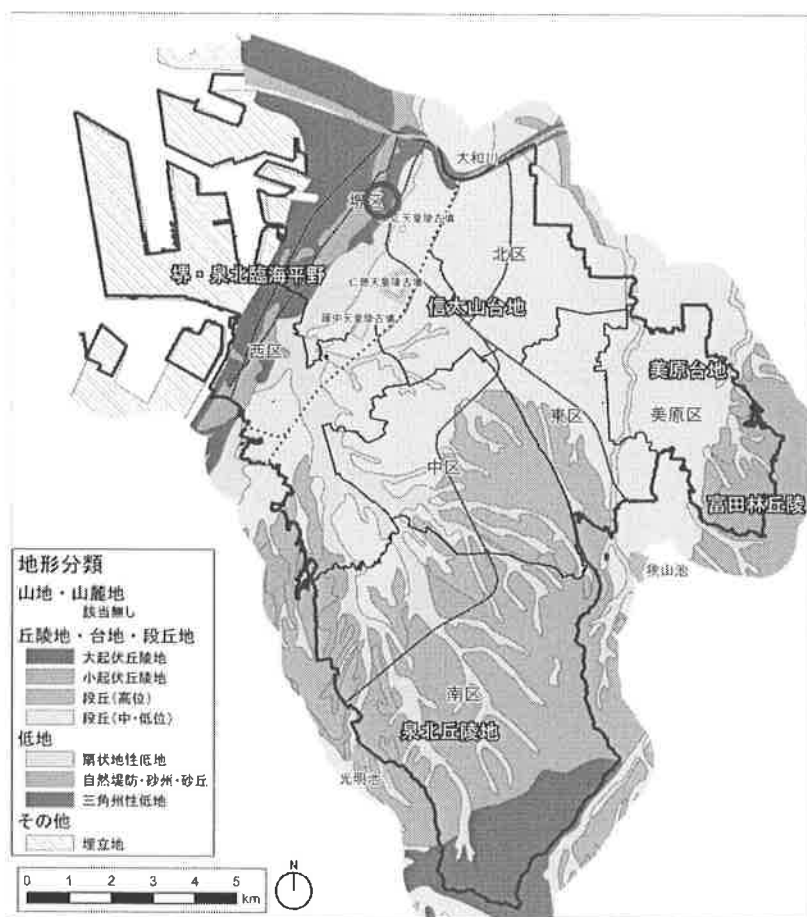 大和川
堺区
天皇陵古墳
北区
堺・泉北臨海平野
仁徳天皇陵古墳
信太山台地
履中天皇陵古墳
西区
美原台地
東区
美原区
中区
富田林丘陵
狭山池
南区
泉北丘陵地
光明池
地形分類
山地・山麓地
該当無し
丘陵地・台地・段丘地
大起伏丘陵地
小起伏丘陵地
段丘(高位)
段丘(中・低位)
低地
扇状地性低地
自然堤防・砂州・砂丘
三角州性低地
その他
埋立地
0 1 2 3 4 5
km
N